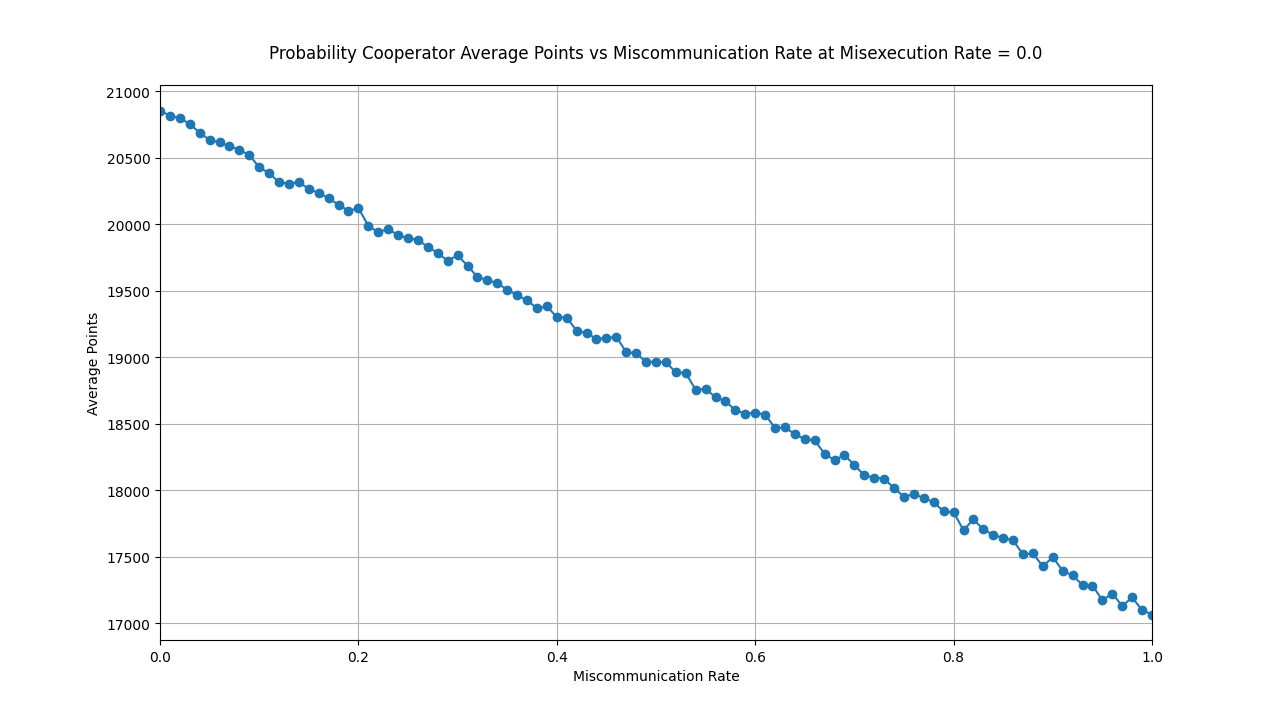 Probability Cooperator Average Points vs Miscommunication Rate at Misexecution Rate = 0.0
21000
20500
20000
19500
19000
18500
18000
17500
17000
Average Points
0.0 0.2 0.4 0.6 0.8 1.0
Miscommunication Rate